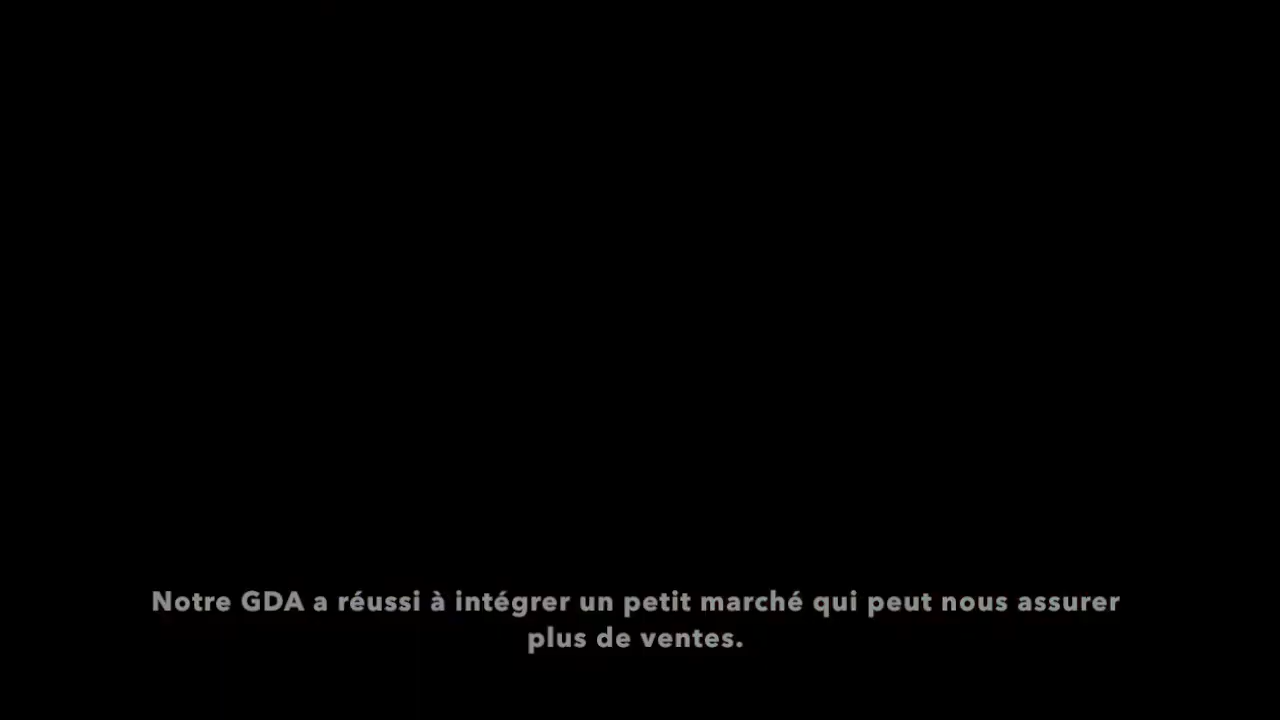 Notre GDA a réussi à intégrer un petit marché qui peut nous assurer
plus de ventes.